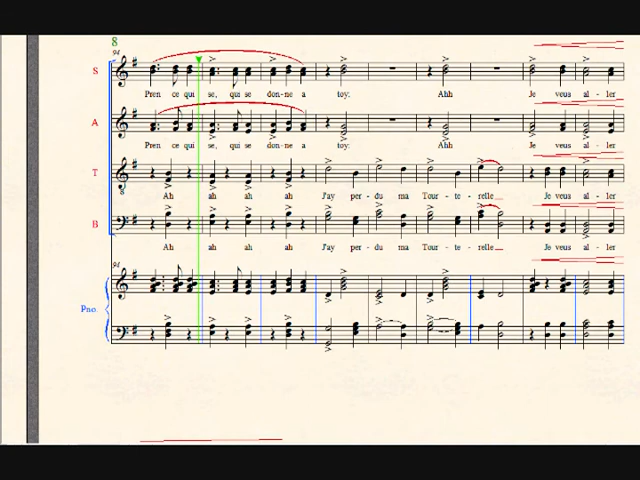 8
94
S
Pren ce qui se, qui se don-ne a toy. Ahh Je veus al-ler
A
Pren ce qui se, qui se don-ne a toy. Ahh Je veus al-ler
T
8
Ah ah ah ah J'ay per-du ma Tour-te-relle Je veus al-ler
B
Ah ah ah ah J'ay per-du ma Tour-te-relle Je veus al-ler
94
Pno.